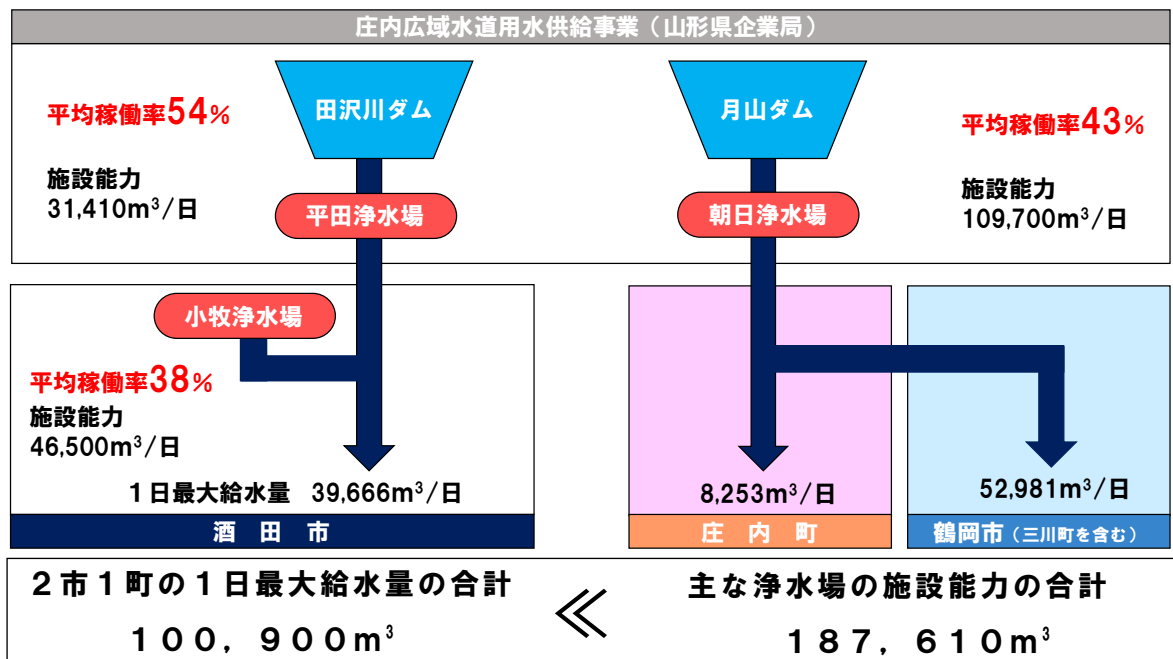 庄内広域水道用水供給事業（山形県企業局）
田沢川ダム
月山ダム
平均稼働率54%
平均稼働率43%
施設能力
31,410m³/日
施設能力
109,700m³/日
平田浄水場
朝日浄水場
小牧浄水場
平均稼働率38%
施設能力
46,500m³/日
1日最大給水量 39,666m³/日
8,253m³/日
52,981m³/日
酒田市
庄内町
鶴岡市（三川町を含む）
２市１町の１日最大給水量の合計
≪
主な浄水場の施設能力の合計
１００，９００m³
１８７，６１０m³